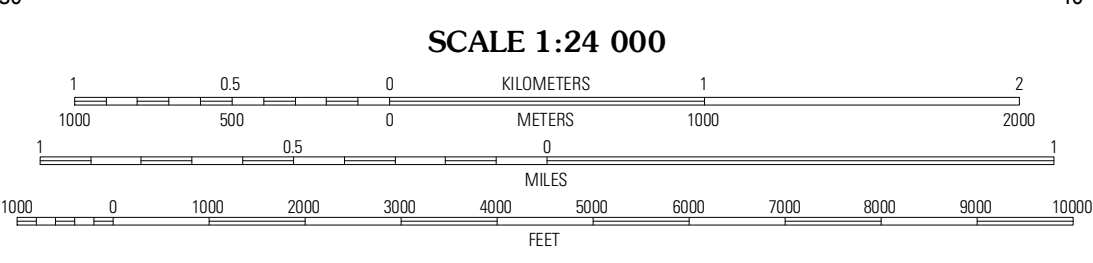 SCALE 1:24 000
1 0.5 0 KILOMETERS 1 2
1000 500 0 METERS 1000 2000
1 0.5 0 1
MILES
1000 0 1000 2000 3000 4000 5000 6000 7000 8000 9000 10000
FEET